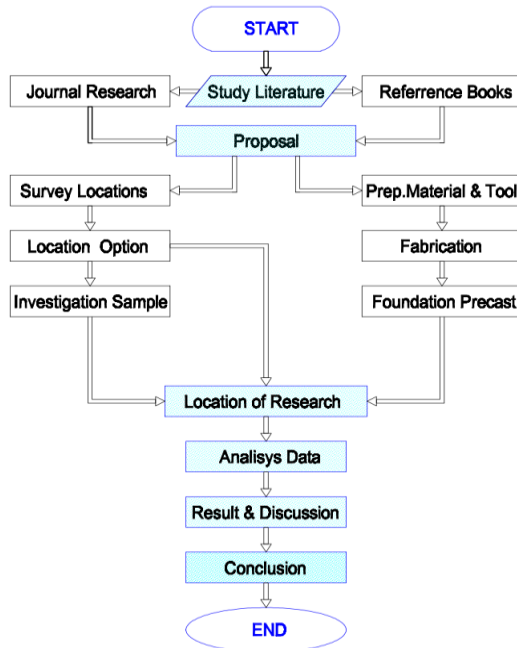 START
Journal Research
Study Literature
Referrence Books
Proposal
Survey Locations
Prep.Material & Tool
Location Option
Fabrication
Investigation Sample
Foundation Precast
Location of Research
Analisys Data
Result & Discussion
Conclusion
END